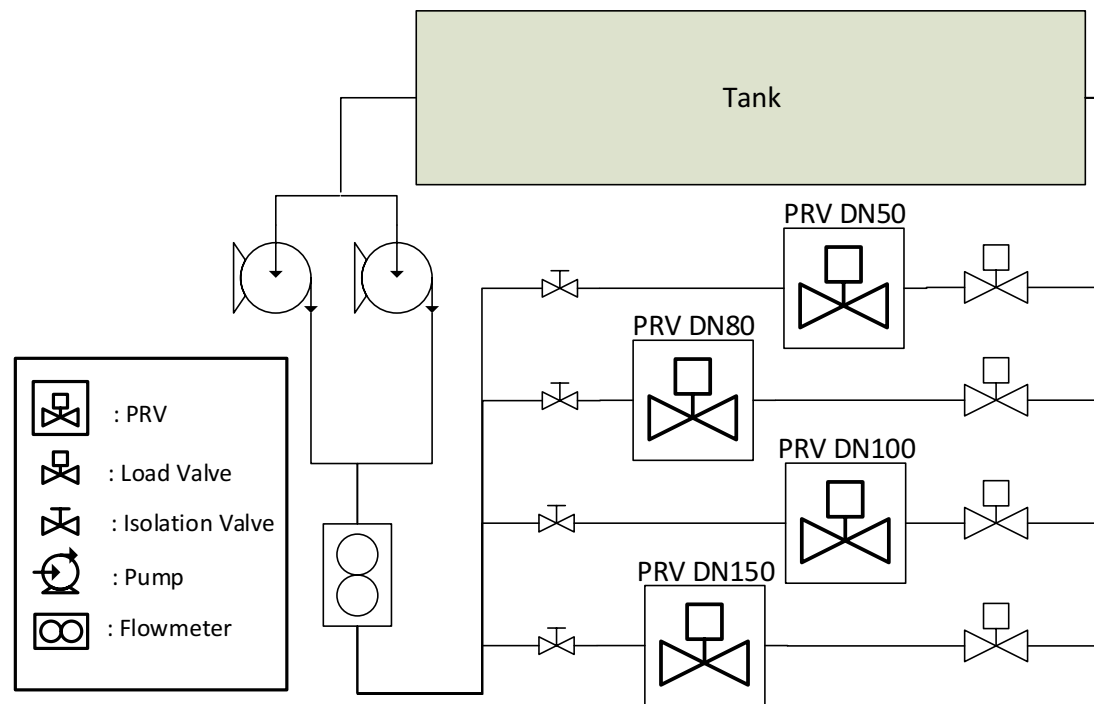 Tank
PRV DN50
PRV DN80
PRV DN100
PRV DN150
: PRV
: Load Valve
: Isolation Valve
: Pump
: Flowmeter